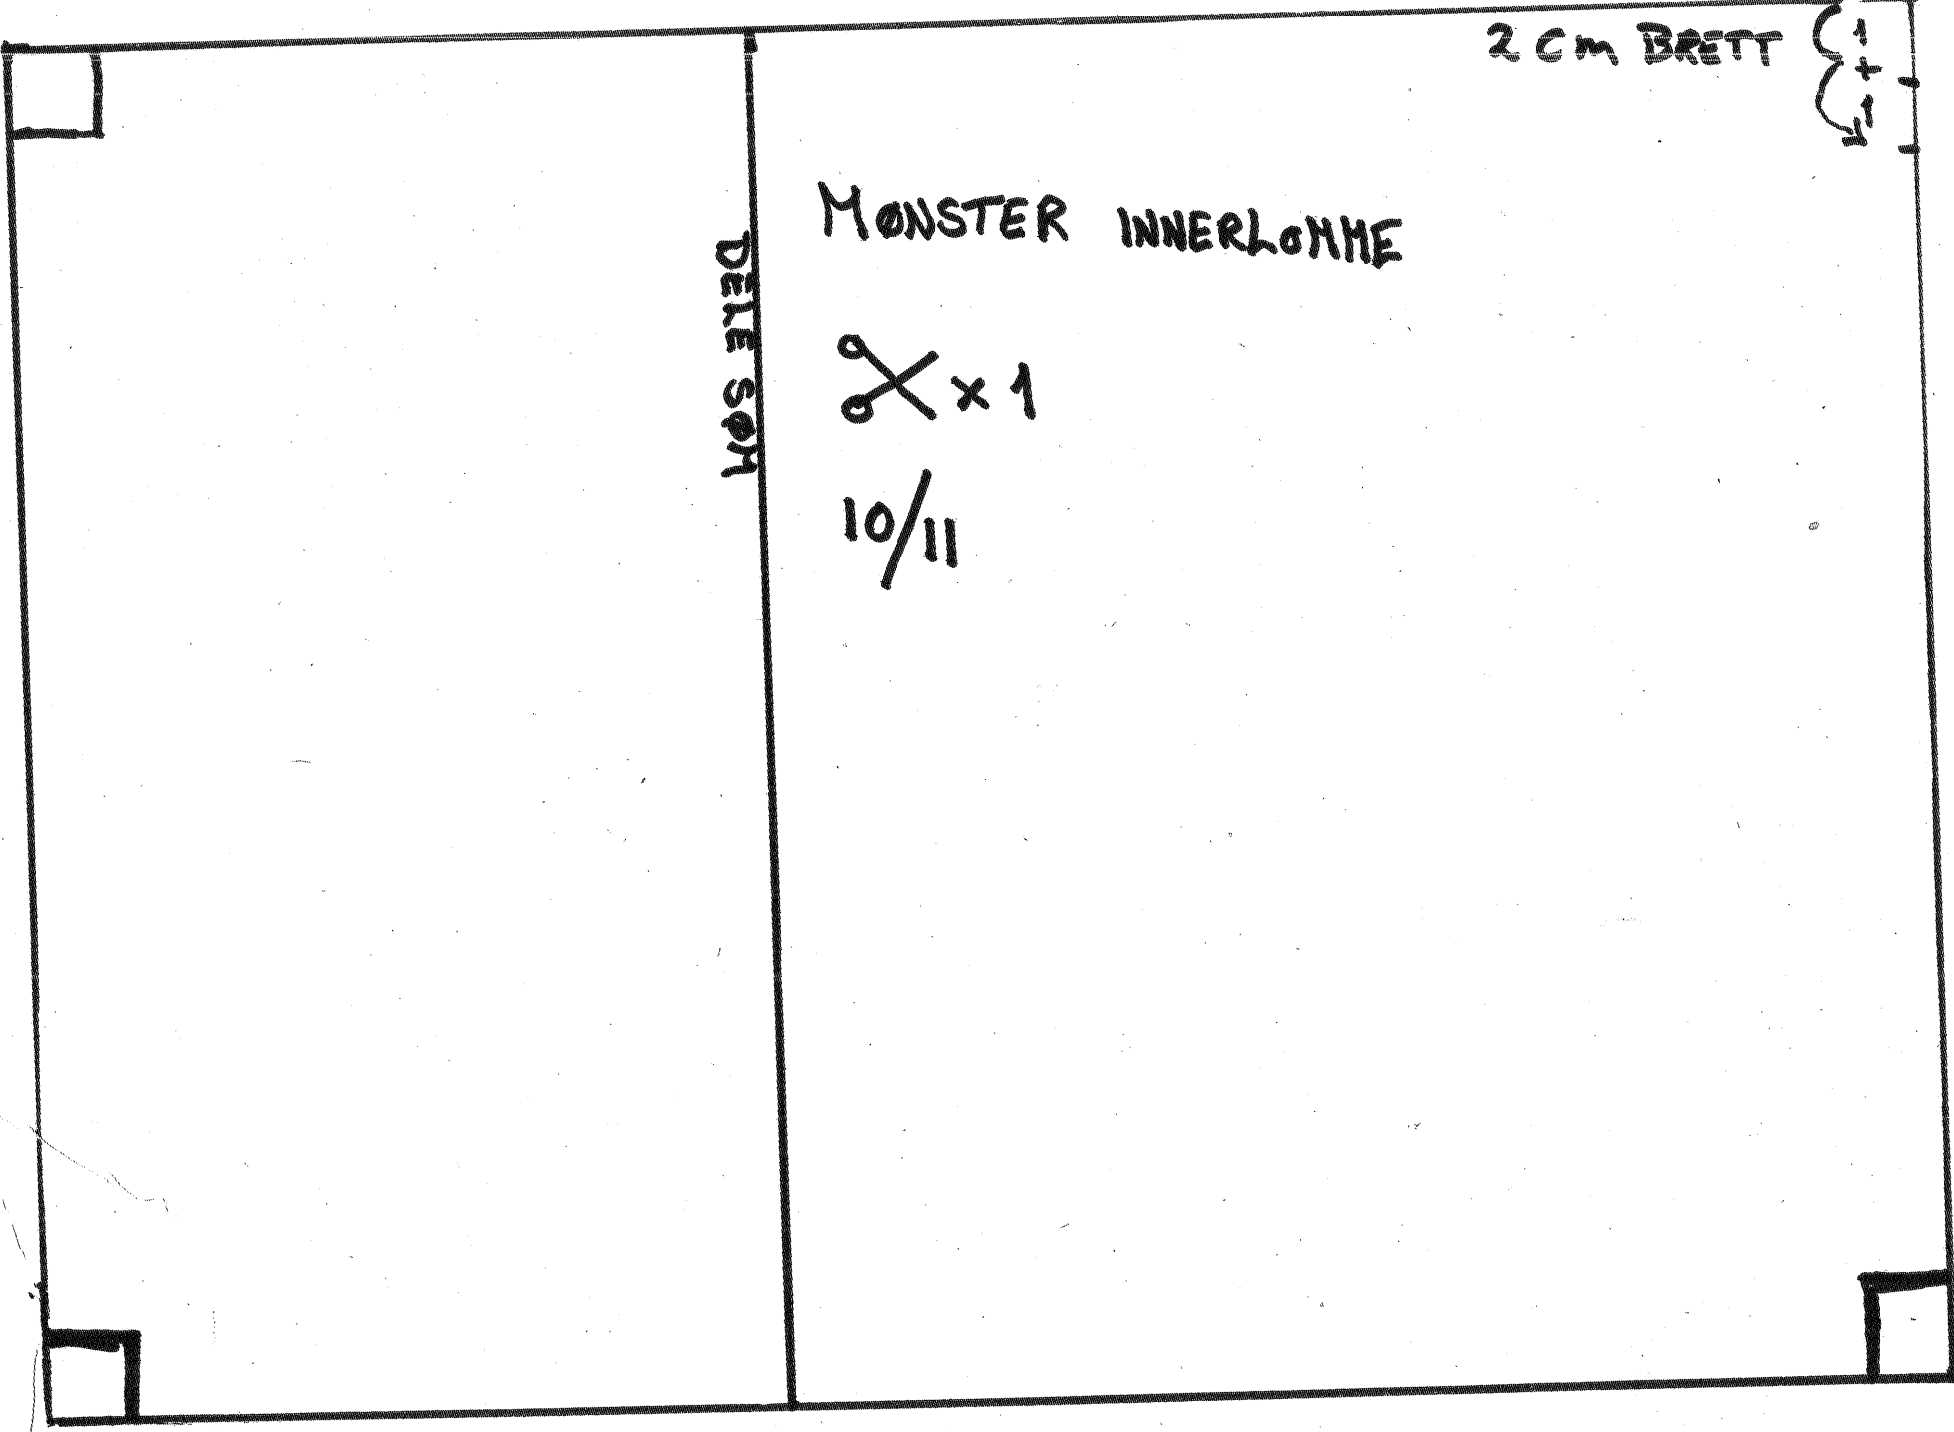 2 cm BRETT { 1 + 1
MØNSTER INNERLOMME
DELE SØM
x 1
10/11